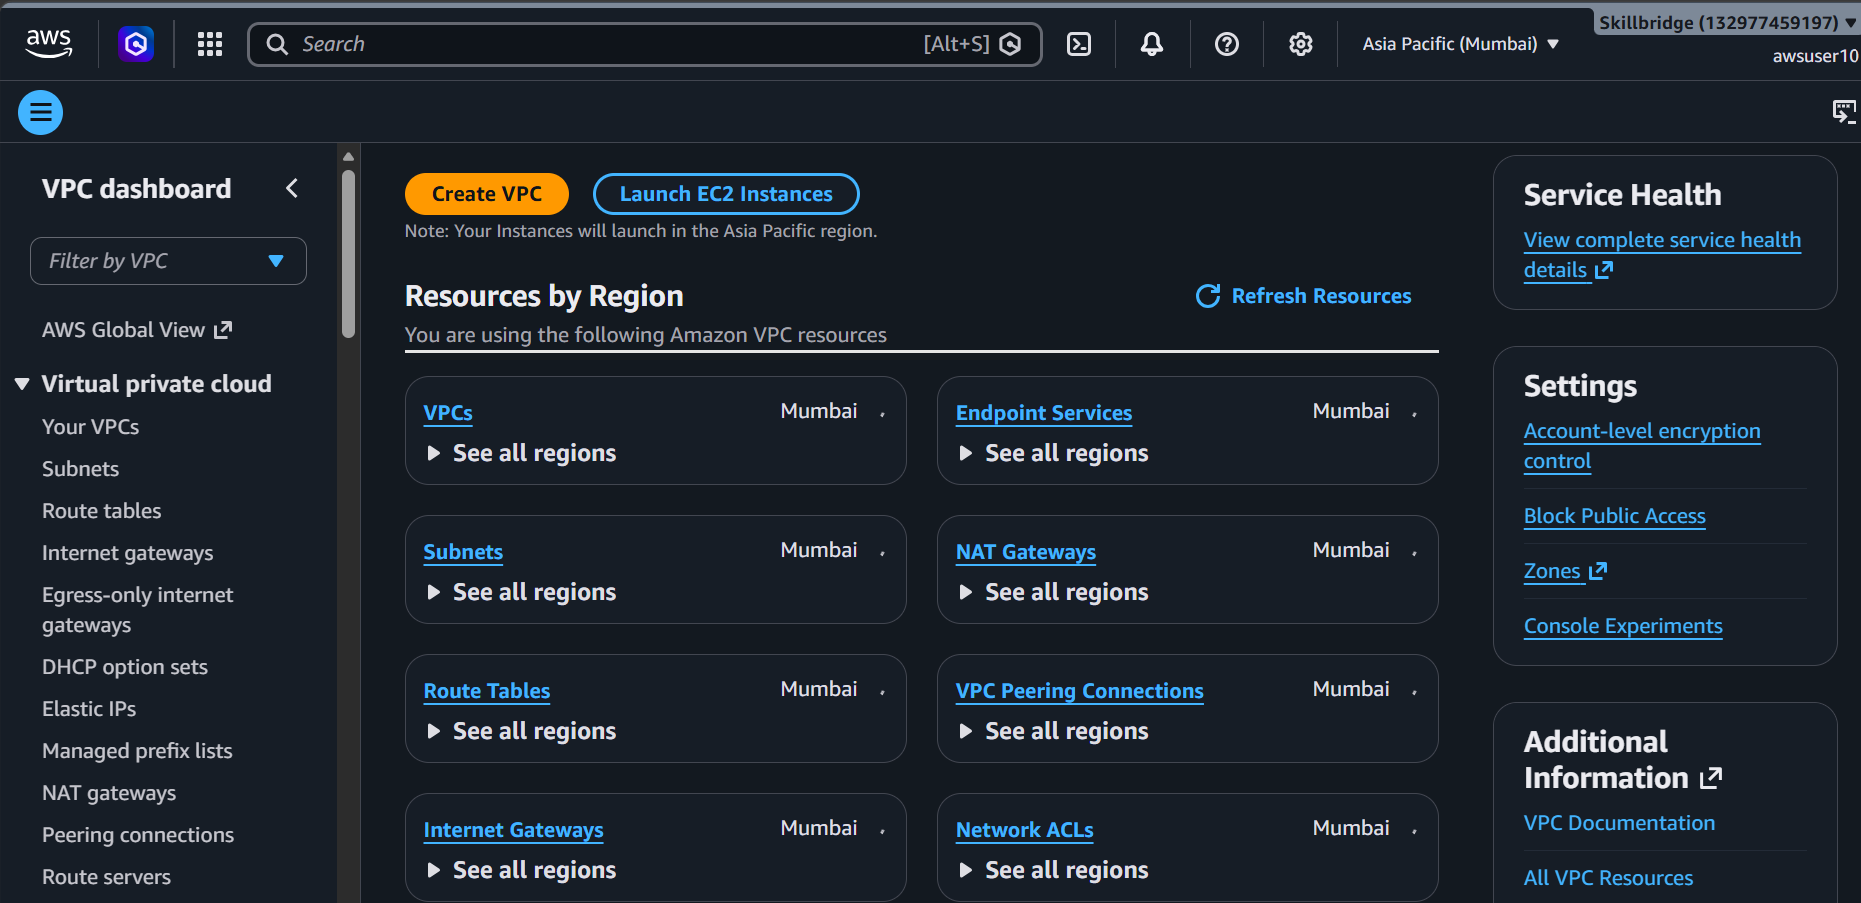 aws
Search
[Alt+S]
Asia Pacific (Mumbai)
Skillbridge (132977459197)
awsuser10
VPC dashboard
Filter by VPC
AWS Global View
Virtual private cloud
Your VPCs
Subnets
Route tables
Internet gateways
Egress-only internet
gateways
DHCP option sets
Elastic IPs
Managed prefix lists
NAT gateways
Peering connections
Route servers
Create VPC
Launch EC2 Instances
Note: Your Instances will launch in the Asia Pacific region.
Resources by Region
Refresh Resources
You are using the following Amazon VPC resources
VPCs
Mumbai
See all regions
Endpoint Services
Mumbai
See all regions
Subnets
Mumbai
See all regions
NAT Gateways
Mumbai
See all regions
Route Tables
Mumbai
See all regions
VPC Peering Connections
Mumbai
See all regions
Internet Gateways
Mumbai
See all regions
Network ACLs
Mumbai
See all regions
Service Health
View complete service health
details
Settings
Account-level encryption
control
Block Public Access
Zones
Console Experiments
Additional
Information
VPC Documentation
All VPC Resources